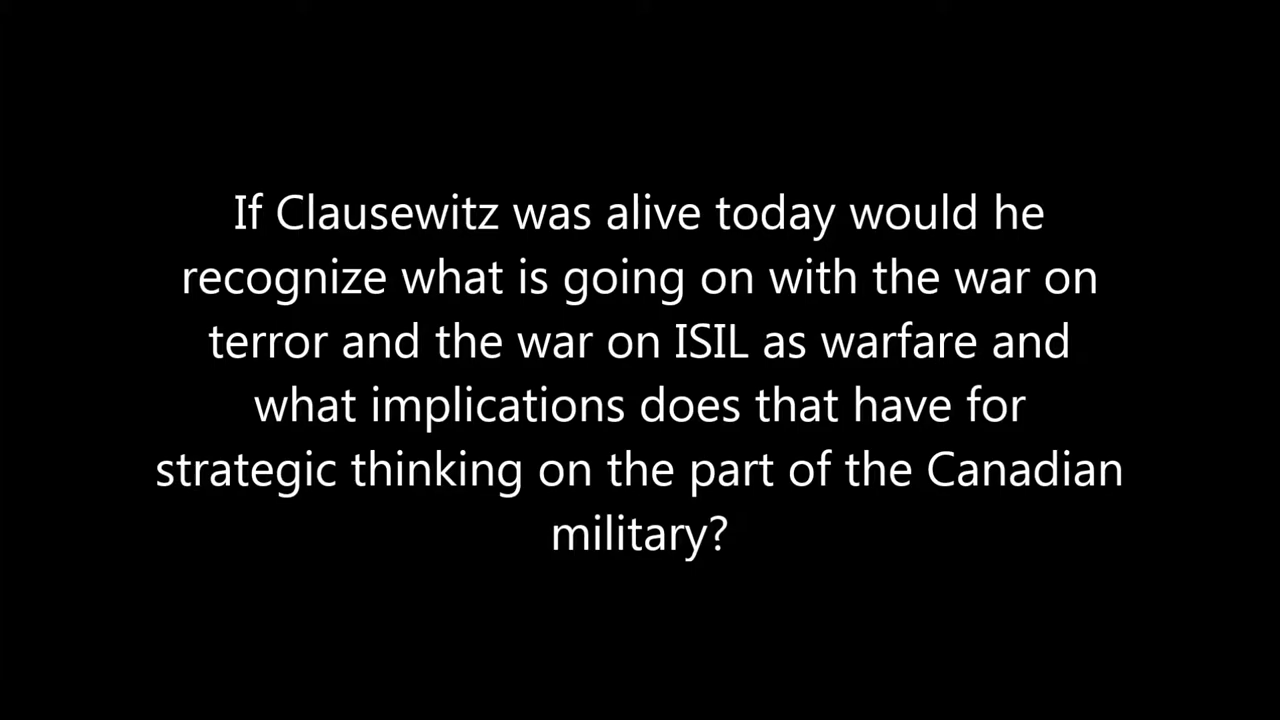 If Clausewitz was alive today would he
recognize what is going on with the war on
terror and the war on ISIL as warfare and
what implications does that have for
strategic thinking on the part of the Canadian
military?